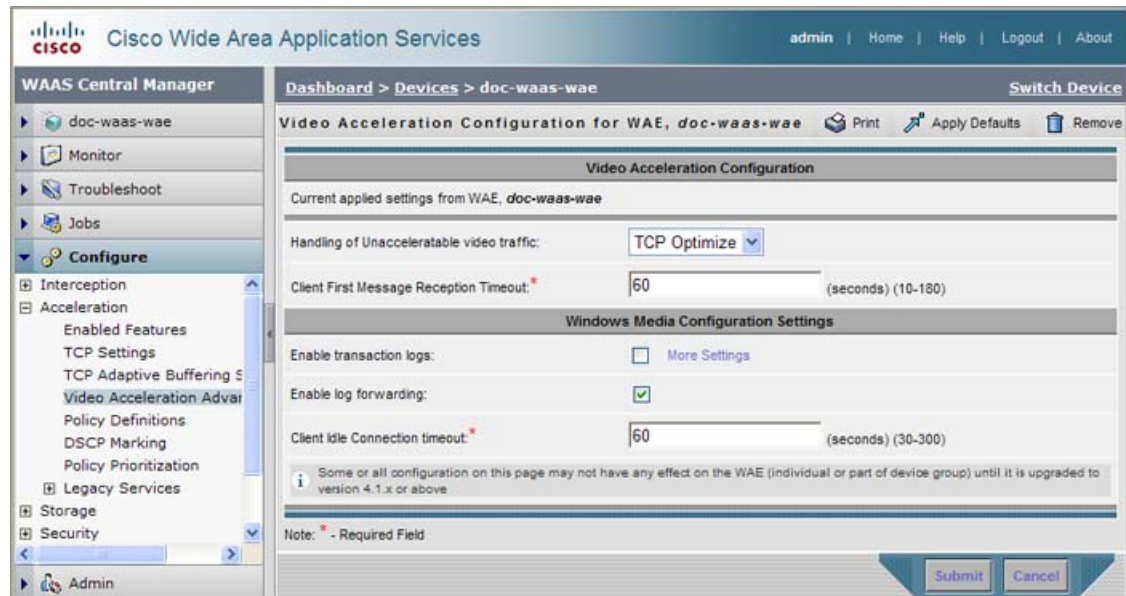 CISCO
Cisco Wide Area Application Services
admin | Home | Help | Logout | About
WAAS Central Manager
doc-waas-wae
Monitor
Troubleshoot
Jobs
Configure
Interception
Acceleration
Enabled Features
TCP Settings
TCP Adaptive Buffering S
Video Acceleration Advan
Policy Definitions
DSCP Marking
Policy Prioritization
Legacy Services
Storage
Security
Admin
Dashboard > Devices > doc-waas-wae
Switch Device
Video Acceleration Configuration for WAE, doc-waas-wae
Print
Apply Defaults
Remove
Video Acceleration Configuration
Current applied settings from WAE, doc-waas-wae
Handling of Unacceleratable video traffic: TCP Optimize
Client First Message Reception Timeout:* 60 (seconds) (10-180)
Windows Media Configuration Settings
Enable transaction logs: More Settings
Enable log forwarding:
Client Idle Connection timeout:* 60 (seconds) (30-300)
i Some or all configuration on this page may not have any effect on the WAE (individual or part of device group) until it is upgraded to
version 4.1.x or above
Note: * - Required Field
Submit
Cancel